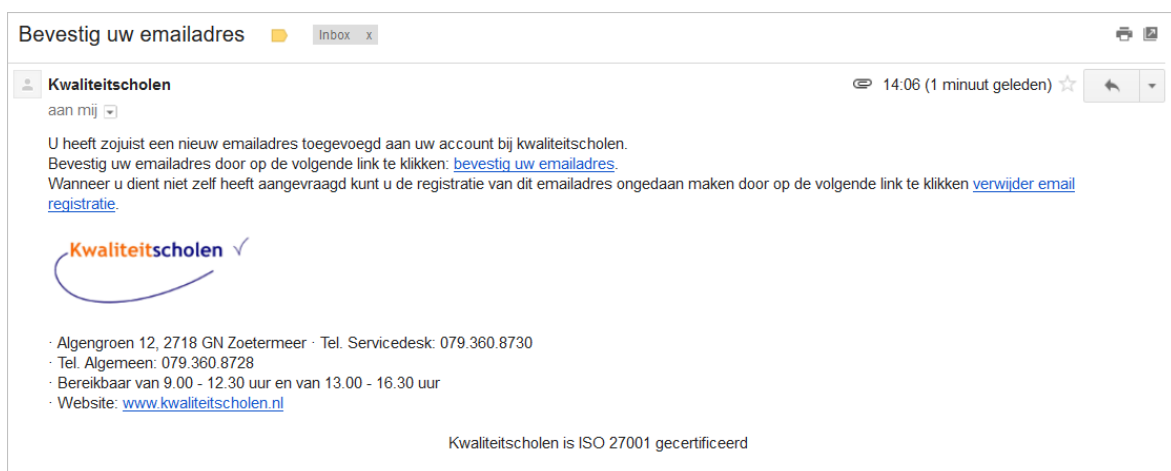 Bevestig uw emailadres
Inbox x
Kwaliteitscholen
14:06 (1 minuut geleden)
aan mij
U heeft zojuist een nieuw emailadres toegevoegd aan uw account bij kwaliteitscholen.
Bevestig uw emailadres door op de volgende link te klikken: bevestig uw emailadres.
Wanneer u dient niet zelf heeft aangevraagd kunt u de registratie van dit emailadres ongedaan maken door op de volgende link te klikken verwijder email
registratie.
Kwaliteitscholen
· Algengroen 12, 2718 GN Zoetermeer · Tel. Servicedesk: 079.360.8730
· Tel. Algemeen: 079.360.8728
· Bereikbaar van 9.00 - 12.30 uur en van 13.00 - 16.30 uur
· Website: www.kwaliteitscholen.nl
Kwaliteitscholen is ISO 27001 gecertificeerd